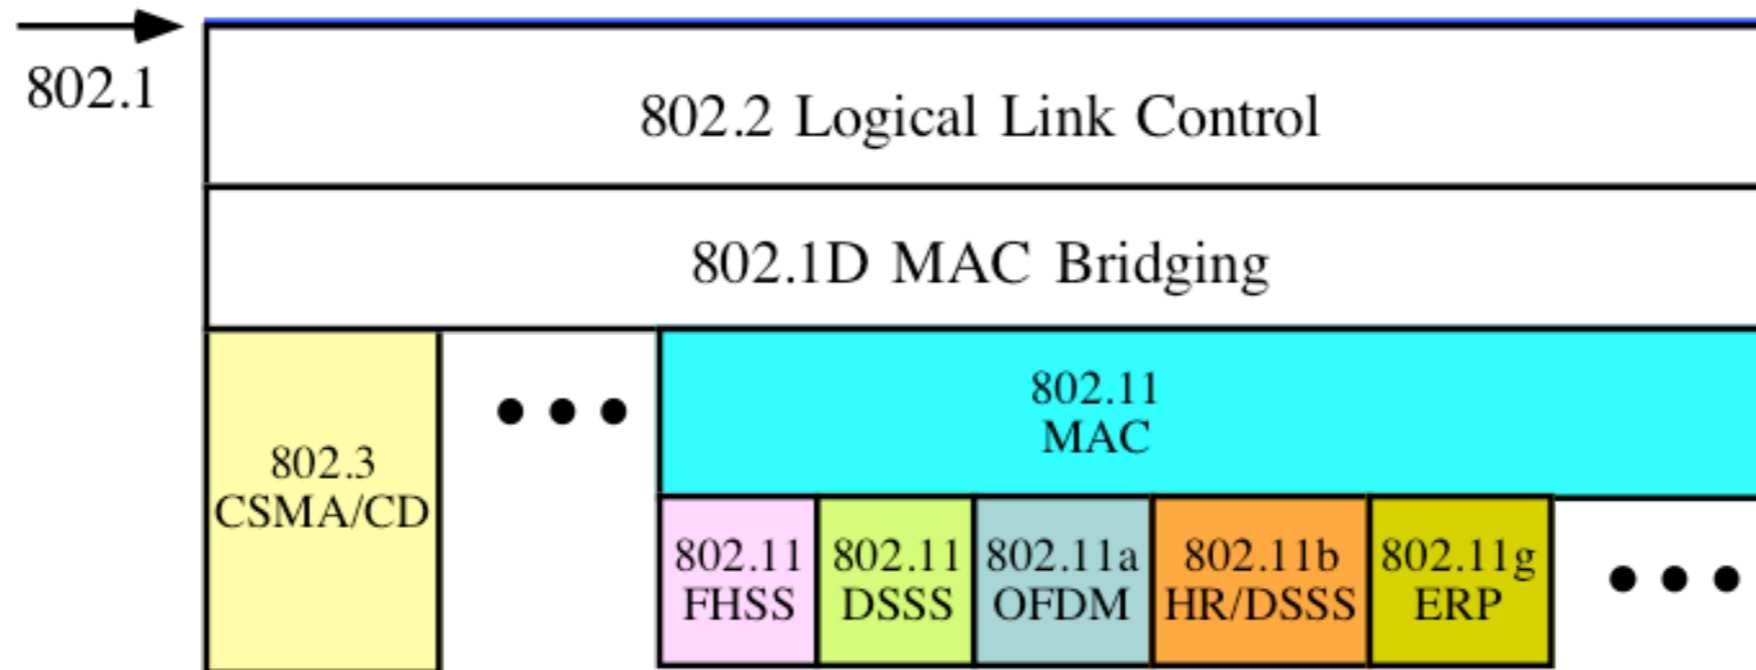 802.1
802.2 Logical Link Control
802.1D MAC Bridging
802.3
CSMA/CD
802.11
MAC
802.11
FHSS
802.11
DSSS
802.11a
OFDM
802.11b
HR/DSSS
802.11g
ERP